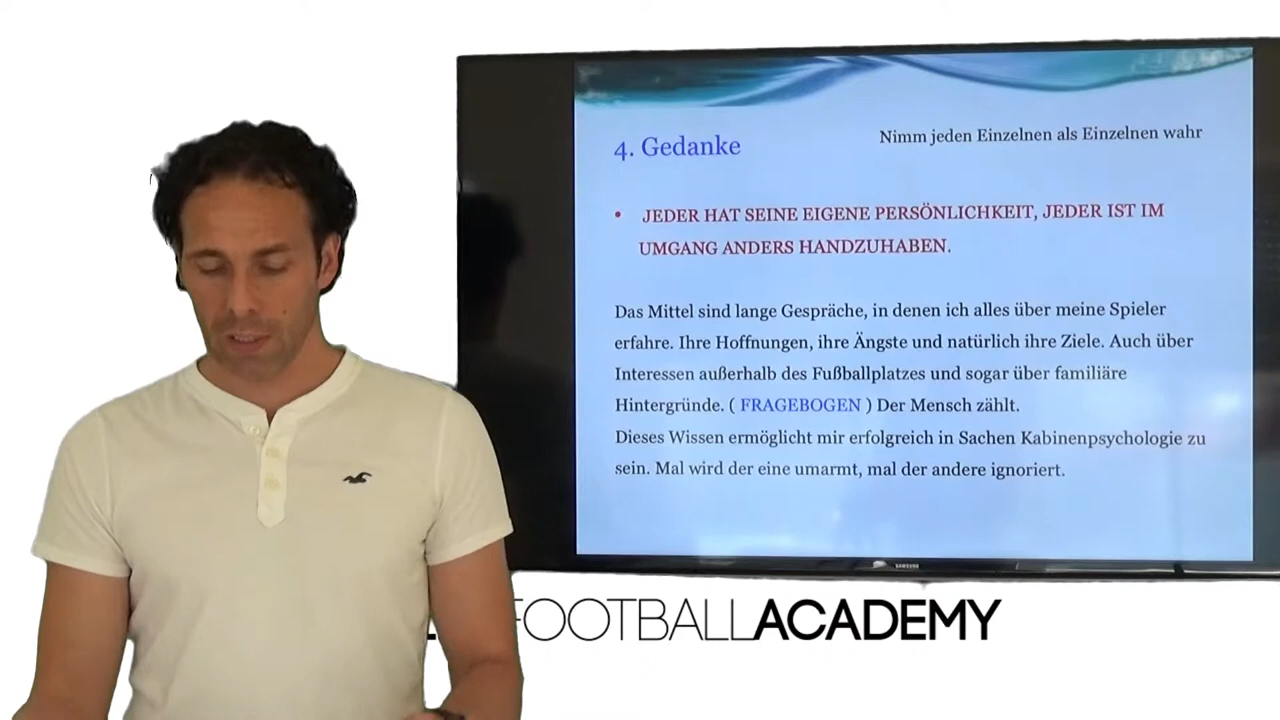 4. Gedanke
Nimm jeden Einzelnen als Einzelnen wahr
• JEDER HAT SEINE EIGENE PERSÖNLICHKEIT, JEDER IST IM
UMGANG ANDERS HANDZUHABEN.
Das Mittel sind lange Gespräche, in denen ich alles über meine Spieler
erfahre. Ihre Hoffnungen, ihre Ängste und natürlich ihre Ziele. Auch über
Interessen außerhalb des Fußballplatzes und sogar über familiäre
Hintergründe. ( FRAGEBOGEN ) Der Mensch zählt.
Dieses Wissen ermöglicht mir erfolgreich in Sachen Kabinenpsychologie zu
sein. Mal wird der eine umarmt, mal der andere ignoriert.
SAMSUNG
FOOTBALLACADEMY